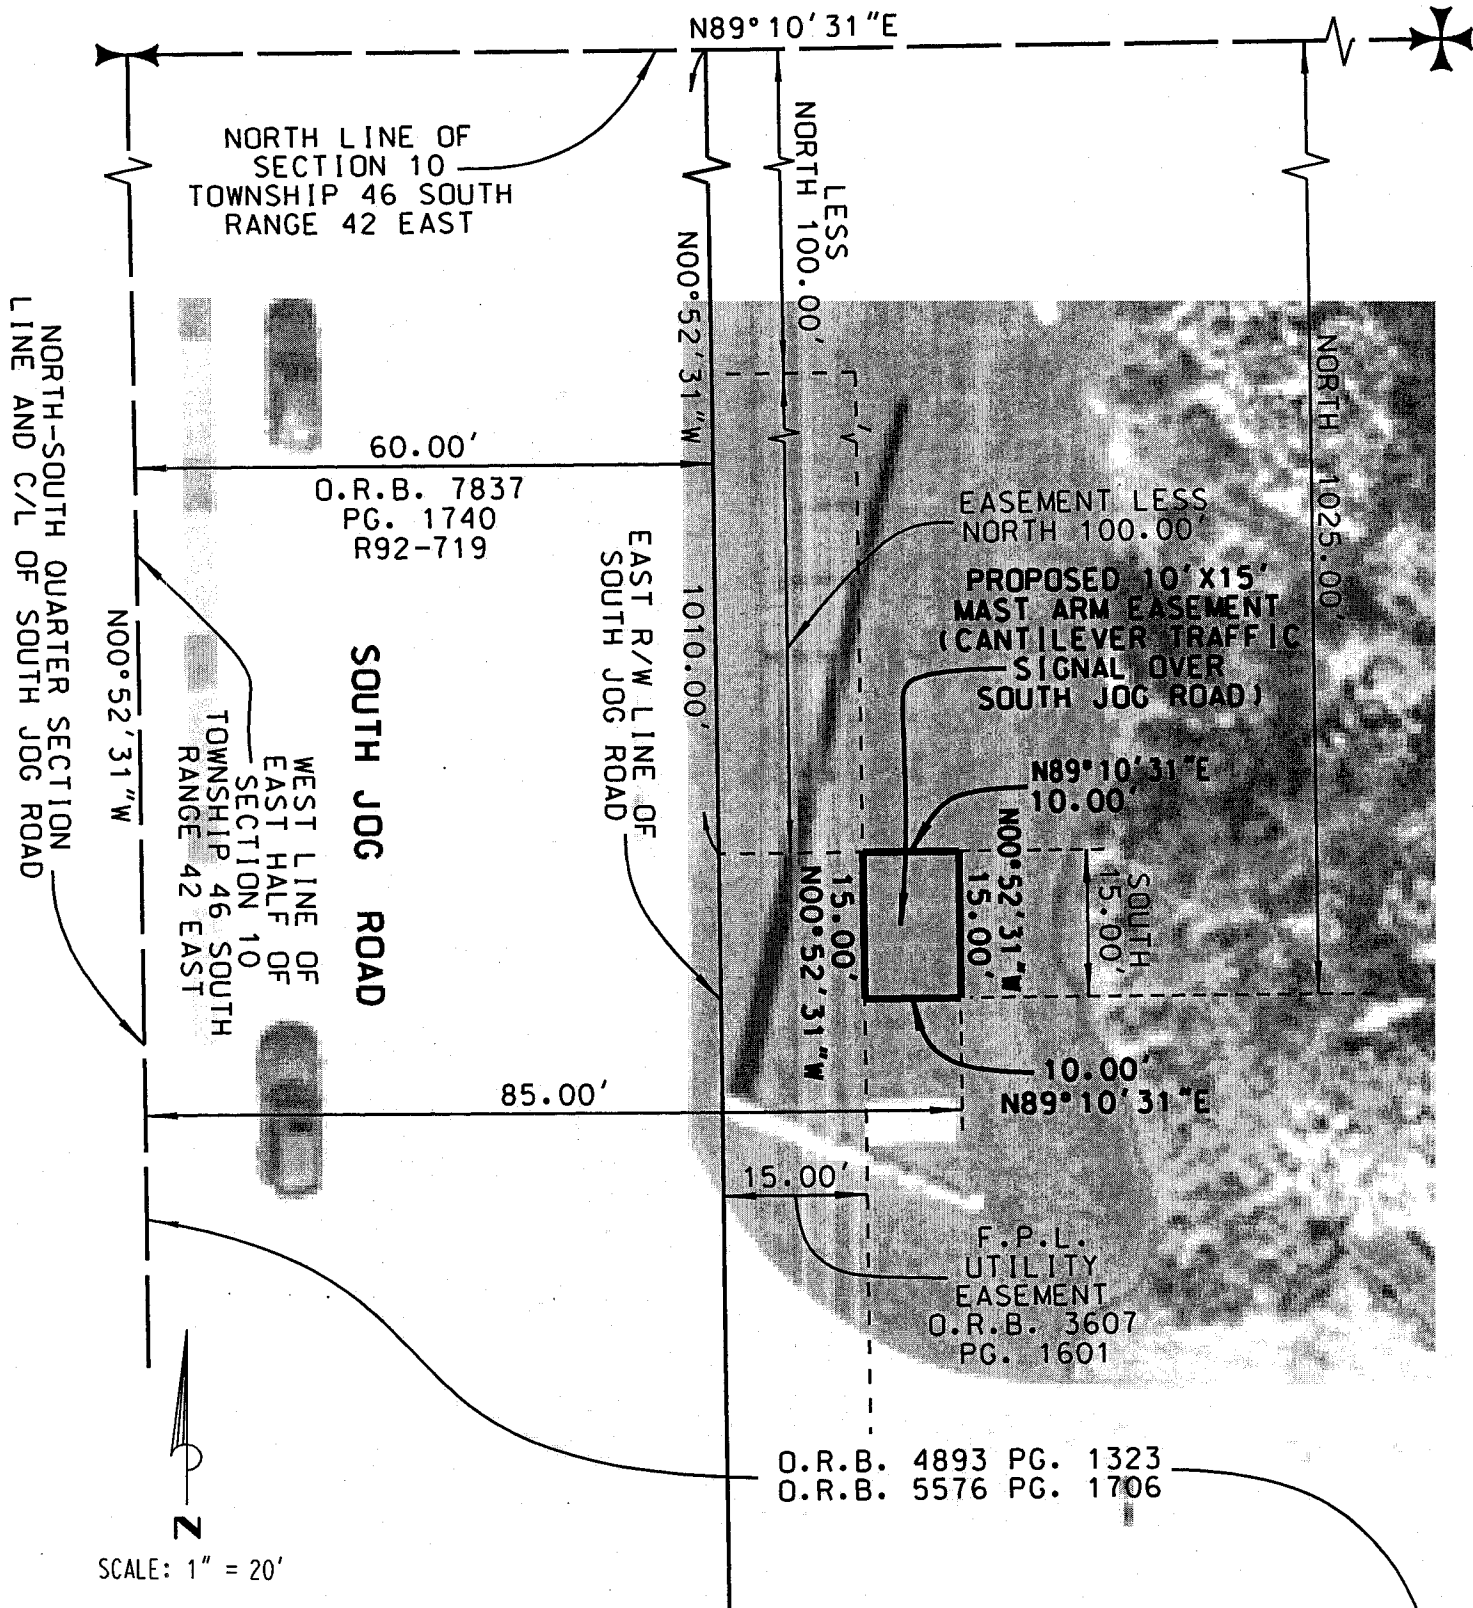 N89°10'31"E
NORTH LINE OF
SECTION 10
TOWNSHIP 46 SOUTH
RANGE 42 EAST
LESS
NORTH 100.00'
N00°52'31"W
1010.00'
NORTH 1025.00'
60.00'
O.R.B. 7837
PG. 1740
R92-719
NORTH-SOUTH QUARTER SECTION
LINE AND C/L OF SOUTH JOG ROAD
N00°52'31"W
EASEMENT LESS
NORTH 100.00'
PROPOSED 10'X15'
MAST ARM EASEMENT
(CANTILEVER TRAFFIC
SIGNAL OVER
SOUTH JOG ROAD)
EAST R/W LINE OF
SOUTH JOG ROAD
SOUTH JOG ROAD
WEST LINE OF
EAST HALF OF
SECTION 10
TOWNSHIP 46 SOUTH
RANGE 42 EAST
N89°10'31"E
10.00'
N00°52'31"W
15.00'
15.00'
N00°52'31"W
SOUTH
15.00'
10.00'
N89°10'31"E
85.00'
15.00'
F.P.L.
UTILITY
EASEMENT
O.R.B. 3607
PG. 1601
O.R.B. 4893 PG. 1323
O.R.B. 5576 PG. 1706
N
SCALE: 1" = 20'